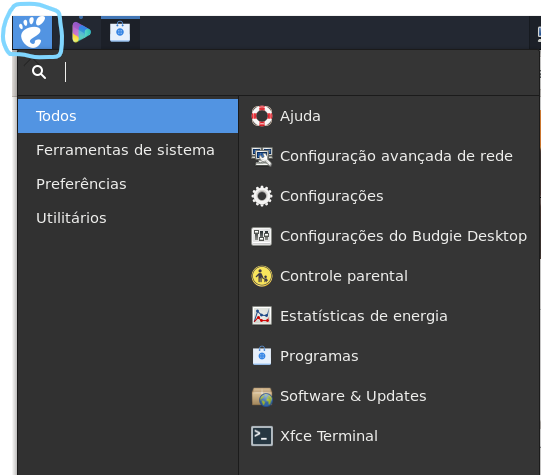 Todos
Ferramentas de sistema
Preferências
Utilitários
Ajuda
Configuração avançada de rede
Configurações
Configurações do Budgie Desktop
Controle parental
Estatísticas de energia
Programas
Software & Updates
Xfce Terminal